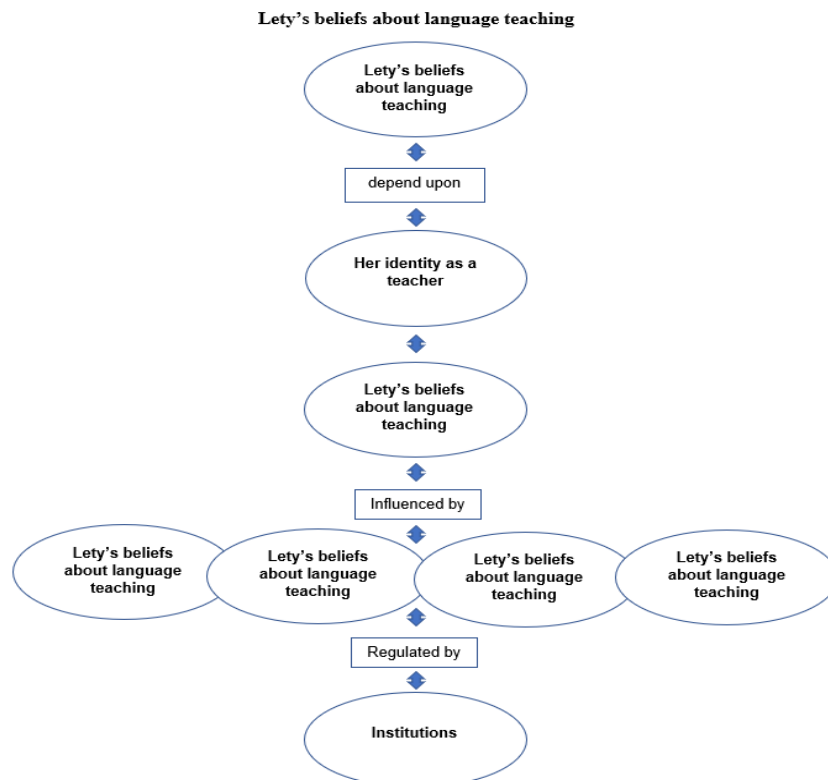 Lety’s beliefs about language teaching
Lety’s beliefs
about language
teaching
depend upon
Her identity as a
teacher
Lety’s beliefs
about language
teaching
Influenced by
Lety’s beliefs
about language
teaching
Lety’s beliefs
about language
teaching
Lety’s beliefs
about language
teaching
Lety’s beliefs
about language
teaching
Regulated by
Institutions